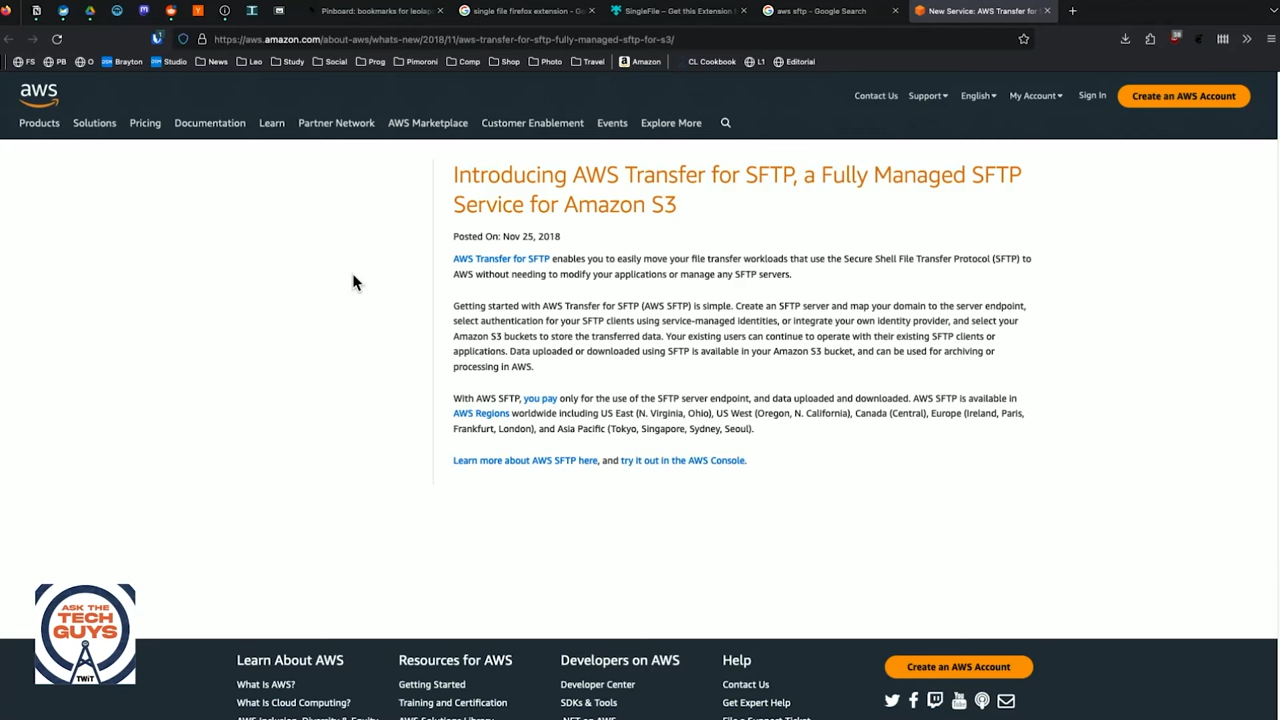 Pinboard: bookmarks for leolap
single file firefox extension - Go
SingleFile – Get this Extension
aws sftp - Google Search
New Service: AWS Transfer for
https://aws.amazon.com/about-aws/whats-new/2018/11/aws-transfer-for-sftp-fully-managed-sftp-for-s3/
38
FS PB O Brayton Studio News Leo Study Social Prog Pimoroni Comp Shop Photo Travel Amazon CL Cookbook L1 Editorial
aws
Contact Us Support English My Account Sign In Create an AWS Account
Products Solutions Pricing Documentation Learn Partner Network AWS Marketplace Customer Enablement Events Explore More
Introducing AWS Transfer for SFTP, a Fully Managed SFTP
Service for Amazon S3
Posted On: Nov 25, 2018
AWS Transfer for SFTP enables you to easily move your file transfer workloads that use the Secure Shell File Transfer Protocol (SFTP) to
AWS without needing to modify your applications or manage any SFTP servers.
Getting started with AWS Transfer for SFTP (AWS SFTP) is simple. Create an SFTP server and map your domain to the server endpoint,
select authentication for your SFTP clients using service-managed identities, or integrate your own identity provider, and select your
Amazon S3 buckets to store the transferred data. Your existing users can continue to operate with their existing SFTP clients or
applications. Data uploaded or downloaded using SFTP is available in your Amazon S3 bucket, and can be used for archiving or
processing in AWS.
With AWS SFTP, you pay only for the use of the SFTP server endpoint, and data uploaded and downloaded. AWS SFTP is available in
AWS Regions worldwide including US East (N. Virginia, Ohio), US West (Oregon, N. California), Canada (Central), Europe (Ireland, Paris,
Frankfurt, London), and Asia Pacific (Tokyo, Singapore, Sydney, Seoul).
Learn more about AWS SFTP here, and try it out in the AWS Console.
ASK THE
TECH
GUYS
TWiT
Learn About AWS Resources for AWS Developers on AWS Help Create an AWS Account
What Is AWS? Getting Started Developer Center Contact Us
What Is Cloud Computing? Training and Certification SDKs & Tools Get Expert Help